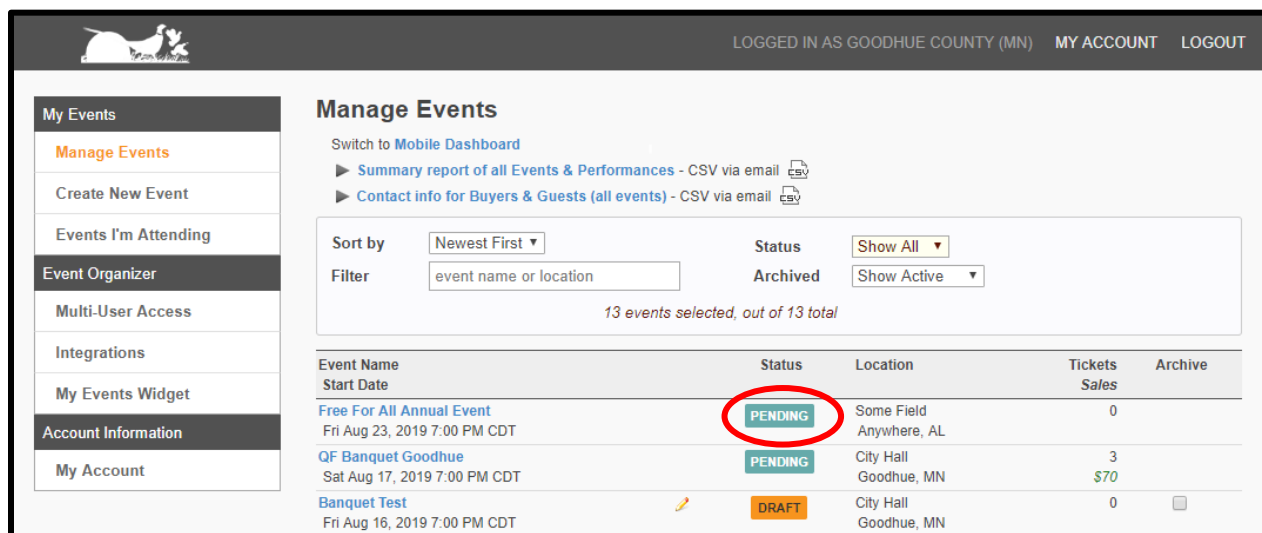 LOGGED IN AS GOODHUE COUNTY (MN) MY ACCOUNT LOGOUT
My Events
Manage Events
Create New Event
Events I'm Attending
Event Organizer
Multi-User Access
Integrations
My Events Widget
Account Information
My Account
Manage Events
Switch to Mobile Dashboard
Summary report of all Events & Performances - CSV via email CSV
Contact info for Buyers & Guests (all events) - CSV via email CSV
Sort by Newest First Status Show All
Filter event name or location Archived Show Active
13 events selected, out of 13 total
Event Name Status Location Tickets Archive
Start Date Sales
Free For All Annual Event PENDING Some Field 0
Fri Aug 23, 2019 7:00 PM CDT Anywhere, AL
QF Banquet Goodhue PENDING City Hall 3
Sat Aug 17, 2019 7:00 PM CDT Goodhue, MN $70
Banquet Test DRAFT City Hall 0
Fri Aug 16, 2019 7:00 PM CDT Goodhue, MN